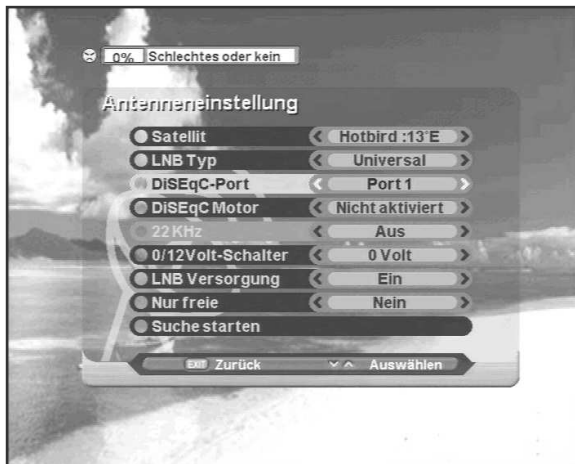 0% Schlechtes oder kein
Antenneneinstellung
Satellit Hotbird :13°E
LNB Typ Universal
DiSEqC-Port Port 1
DiSEqC Motor Nicht aktiviert
22 KHz Aus
0/12Volt-Schalter 0 Volt
LNB Versorgung Ein
Nur freie Nein
Suche starten
EXIT Zurück Auswählen